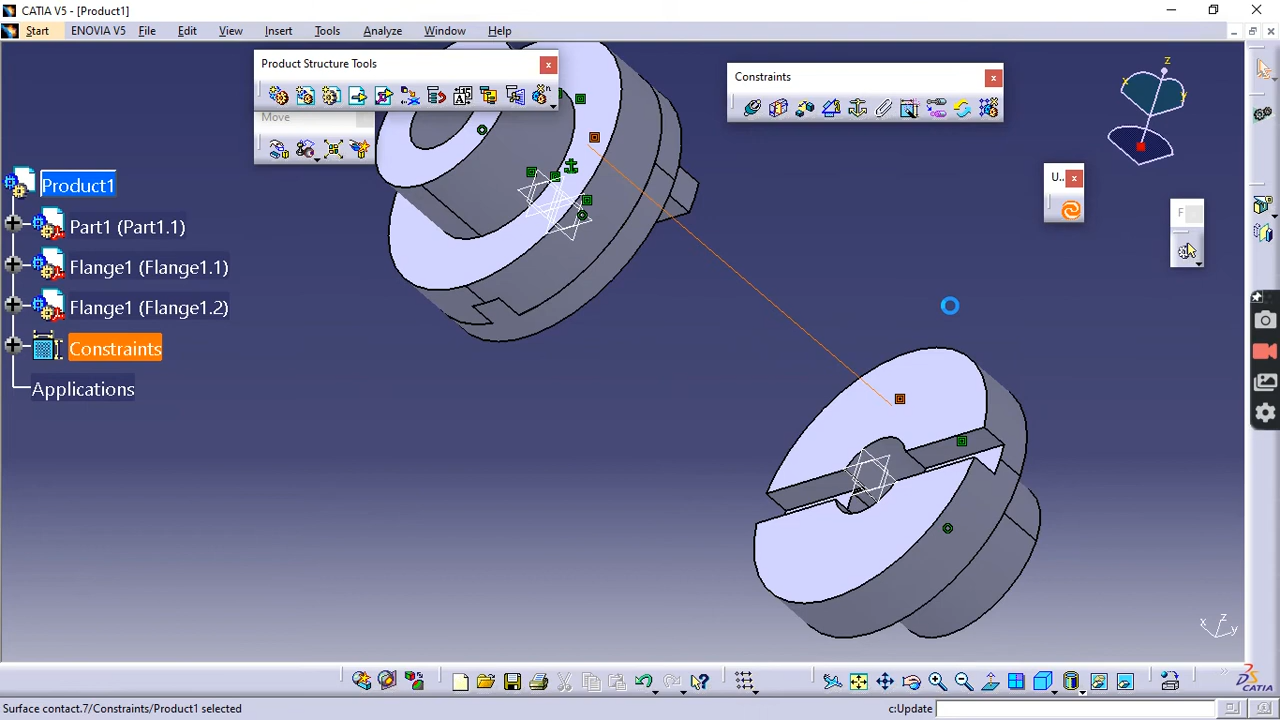 CATIA V5 - [Product1]
Start ENOVIA V5 File Edit View Insert Tools Analyze Window Help
Product Structure Tools
Constraints
Move
U..
F
Product1
Part1 (Part1.1)
Flange1 (Flange1.1)
Flange1 (Flange1.2)
Constraints
Applications
z
x
y
x z y
CATIA
Surface contact.7/Constraints/Product1 selected
c:Update